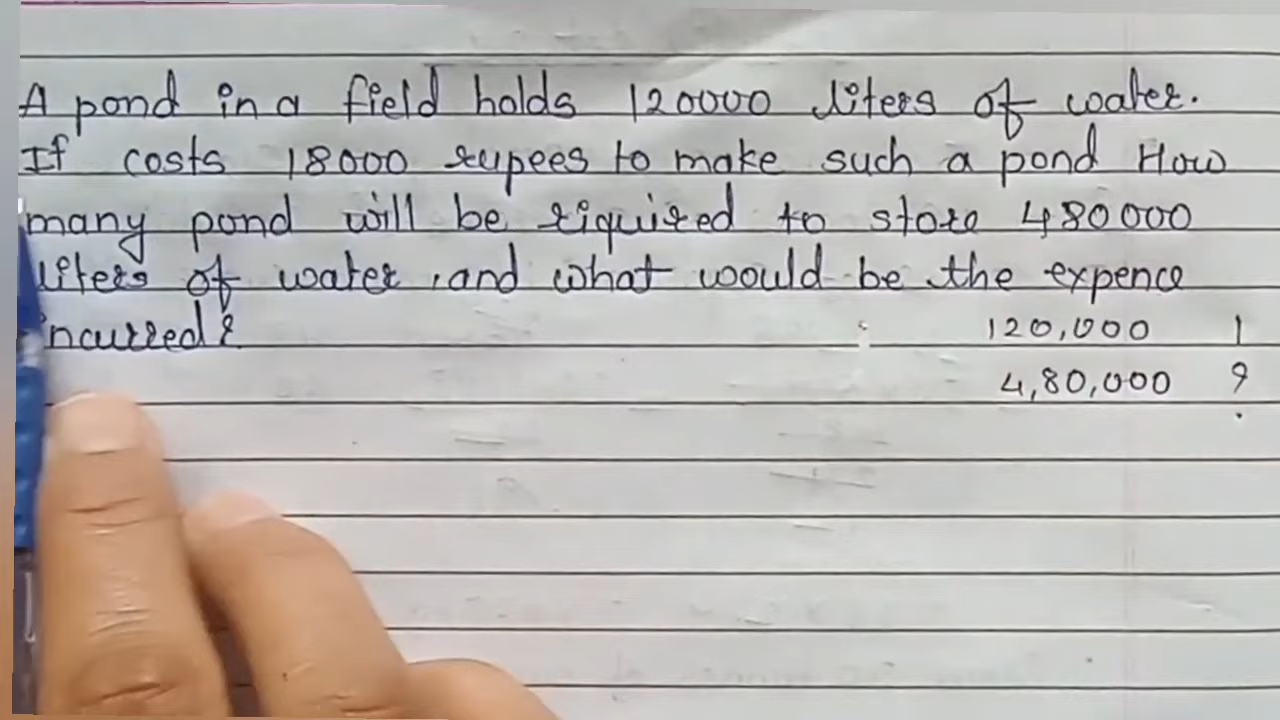 A pond in a field holds 120000 liters of water.
If costs 18000 rupees to make such a pond How
many pond will be riquired to store 480000
liters of water, and what would be the expence
incurred?
120,000 1
4,80,000 ?